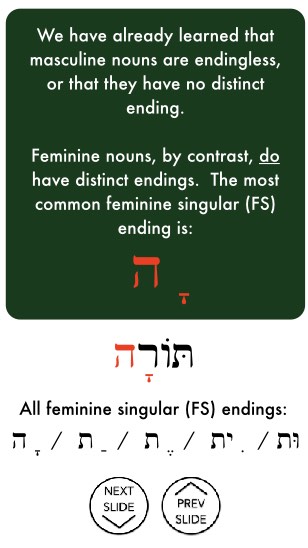 We have already learned that
masculine nouns are endingless,
or that they have no distinct
ending.
Feminine nouns, by contrast, do
have distinct endings. The most
common feminine singular (FS)
ending is:
ָה
תּוֹרָה
All feminine singular (FS) endings:
ָה / ַת / ֶת / ִית / וּת
NEXT
SLIDE
PREV
SLIDE